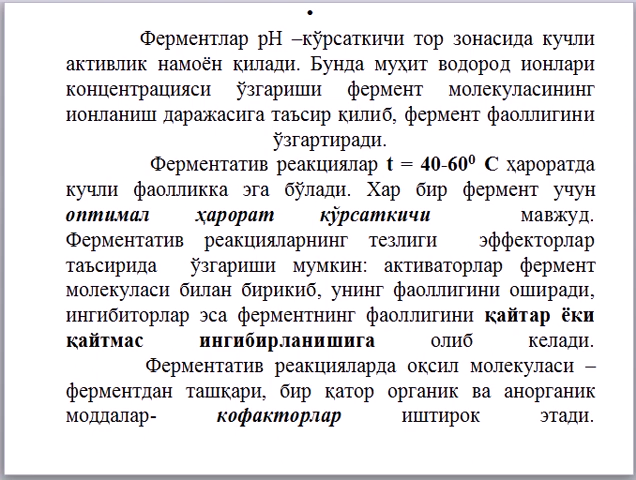 Ферментлар рН –кўрсаткичи тор зонасида кучли
активлик намоён қилади. Бунда муҳит водород ионлари
концентрацияси ўзгариши фермент молекуласининг
ионланиш даражасига таъсир қилиб, фермент фаоллигини
ўзгартиради.
Ферментатив реакциялар t = 40-60⁰ С ҳароратда
кучли фаолликка эга бўлади. Хар бир фермент учун
оптимал ҳарорат кўрсаткичи мавжуд.
Ферментатив реакцияларнинг тезлиги эффекторлар
таъсирида ўзгариши мумкин: активаторлар фермент
молекуласи билан бирикиб, унинг фаоллигини оширади,
ингибиторлар эса ферментнинг фаоллигини қайтар ёки
қайтмас ингибирланишига олиб келади.
Ферментатив реакцияларда оқсил молекуласи –
ферментдан ташқари, бир қатор органик ва анорганик
моддалар- кофакторлар иштирок этади.